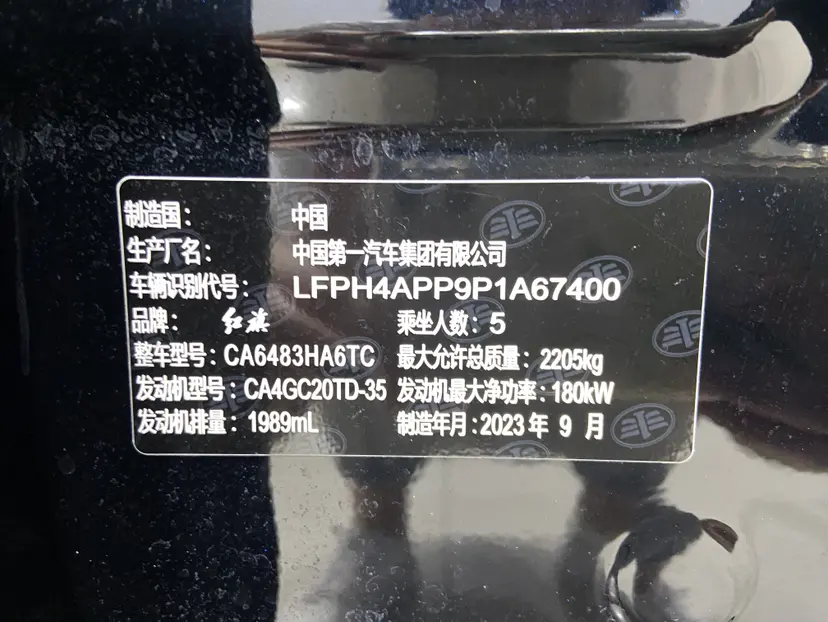 制造国： 中国
生产厂名： 中国第一汽车集团有限公司
车辆识别代号： LFPH4APP9P1A67400
品牌： 红旗 乘坐人数：5
整车型号：CA6483HA6TC 最大允许总质量：2205kg
发动机型号：CA4GC20TD-35 发动机最大净功率：180kW
发动机排量：1989mL 制造年月：2023年 9 月